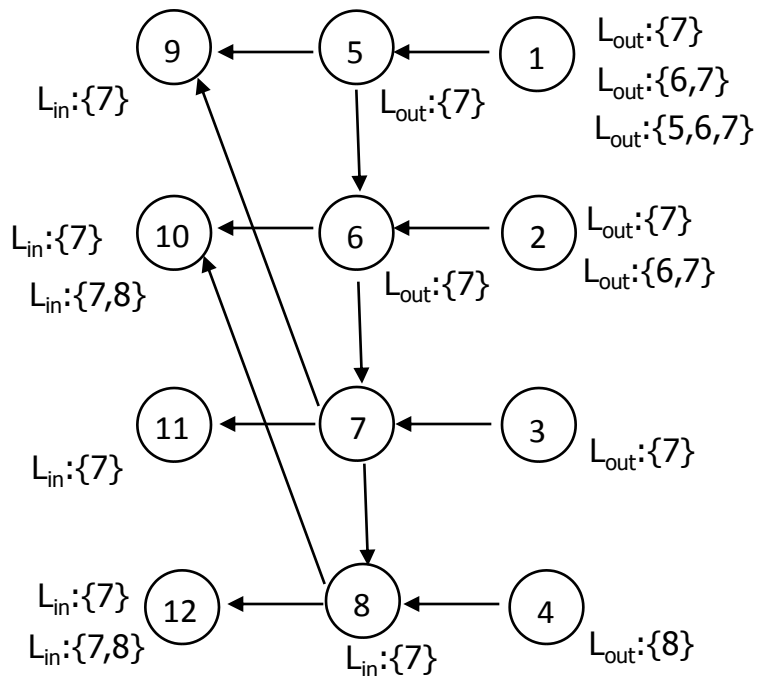 9
5
1
L_out:{7}
L_out:{6,7}
L_out:{5,6,7}
L_in:{7}
L_out:{7}
10
6
2
L_out:{7}
L_out:{6,7}
L_in:{7}
L_in:{7,8}
L_out:{7}
11
7
3
L_in:{7}
L_out:{7}
12
8
4
L_in:{7}
L_in:{7,8}
L_in:{7}
L_out:{8}